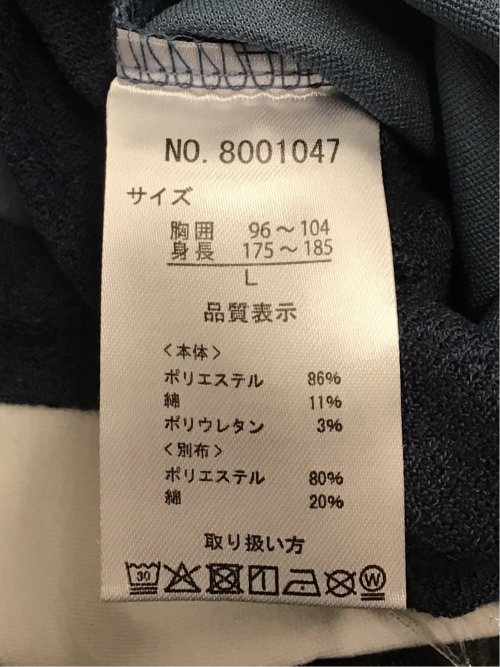 NO. 8001047
サイズ
胸囲 96〜104
身長 175〜185
L
品質表示
<本体>
ポリエステル 86%
綿 11%
ポリウレタン 3%
<別布>
ポリエステル 80%
綿 20%
取り扱い方
30 W